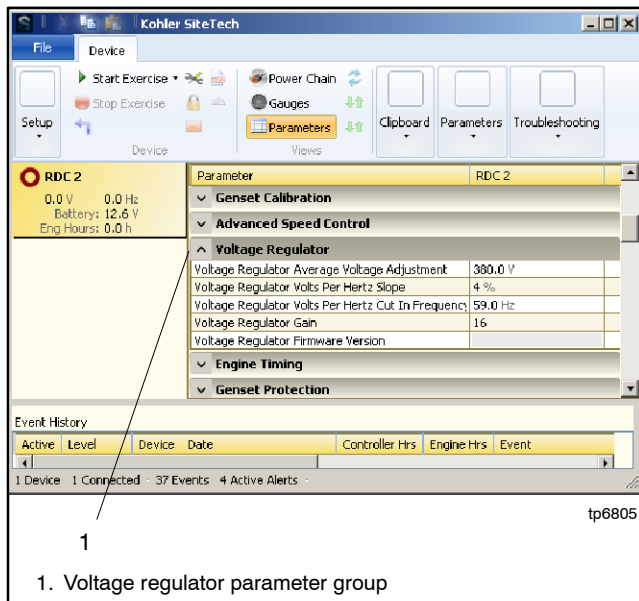 Kohler SiteTech
File Device
Start Exercise Power Chain
Stop Exercise Gauges
Setup Parameters Clipboard Parameters Troubleshooting
Device Views
RDC 2
0.0 V 0.0 Hz
Battery: 12.6 V
Eng Hours: 0.0 h
Parameter RDC 2
Genset Calibration
Advanced Speed Control
Voltage Regulator
Voltage Regulator Average Voltage Adjustment 380.0 V
Voltage Regulator Volts Per Hertz Slope 4 %
Voltage Regulator Volts Per Hertz Cut In Frequency 59.0 Hz
Voltage Regulator Gain 16
Voltage Regulator Firmware Version
Engine Timing
Genset Protection
Event History
Active Level Device Date Controller Hrs Engine Hrs Event
1 Device 1 Connected 37 Events 4 Active Alerts
tp6805
1
1. Voltage regulator parameter group